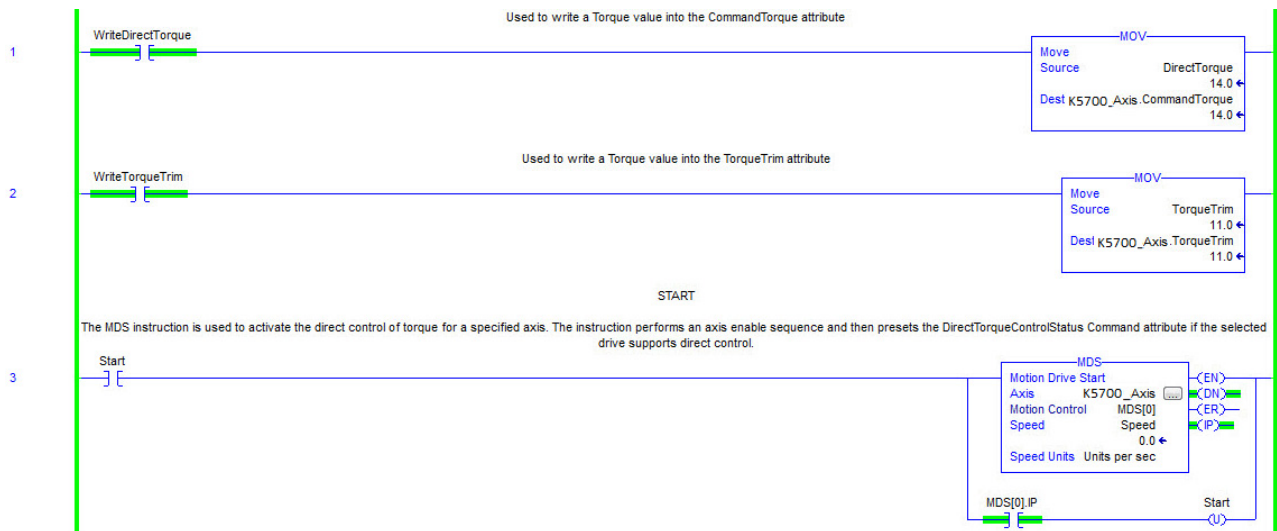 Used to write a Torque value into the CommandTorque attribute
WriteDirectTorque
1
MOV
Move
Source DirectTorque
14.0
Dest K5700_Axis.CommandTorque
14.0
Used to write a Torque value into the TorqueTrim attribute
WriteTorqueTrim
2
MOV
Move
Source TorqueTrim
11.0
Dest K5700_Axis.TorqueTrim
11.0
START
The MDS instruction is used to activate the direct control of torque for a specified axis. The instruction performs an axis enable sequence and then presets the DirectTorqueControlStatus Command attribute if the selected
drive supports direct control.
Start
3
MDS
Motion Drive Start
Axis K5700_Axis ...
Motion Control MDS[0]
Speed Speed
0.0
Speed Units Units per sec
EN
DN
ER
IP
MDS[0].IP
Start
U